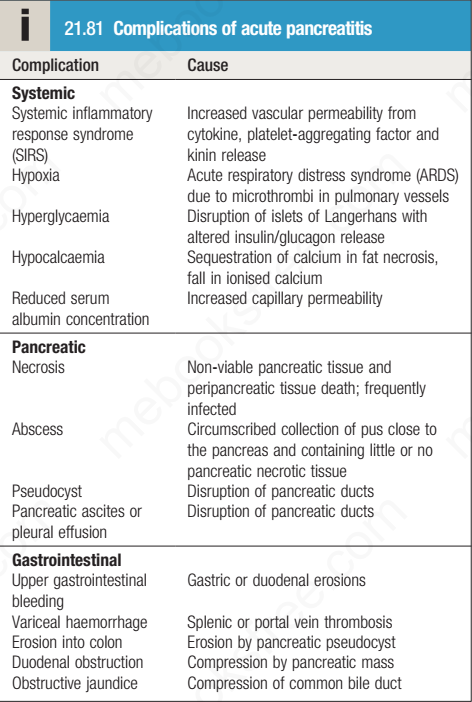 i
21.81 Complications of acute pancreatitis
Complication Cause
Systemic
Systemic inflammatory Increased vascular permeability from
response syndrome cytokine, platelet-aggregating factor and
(SIRS) kinin release
Hypoxia Acute respiratory distress syndrome (ARDS)
due to microthrombi in pulmonary vessels
Hyperglycaemia Disruption of islets of Langerhans with
altered insulin/glucagon release
Hypocalcaemia Sequestration of calcium in fat necrosis,
fall in ionised calcium
Reduced serum Increased capillary permeability
albumin concentration
Pancreatic
Necrosis Non-viable pancreatic tissue and
peripancreatic tissue death; frequently
infected
Abscess Circumscribed collection of pus close to
the pancreas and containing little or no
pancreatic necrotic tissue
Pseudocyst Disruption of pancreatic ducts
Pancreatic ascites or Disruption of pancreatic ducts
pleural effusion
Gastrointestinal
Upper gastrointestinal Gastric or duodenal erosions
bleeding
Variceal haemorrhage Splenic or portal vein thrombosis
Erosion into colon Erosion by pancreatic pseudocyst
Duodenal obstruction Compression by pancreatic mass
Obstructive jaundice Compression of common bile duct